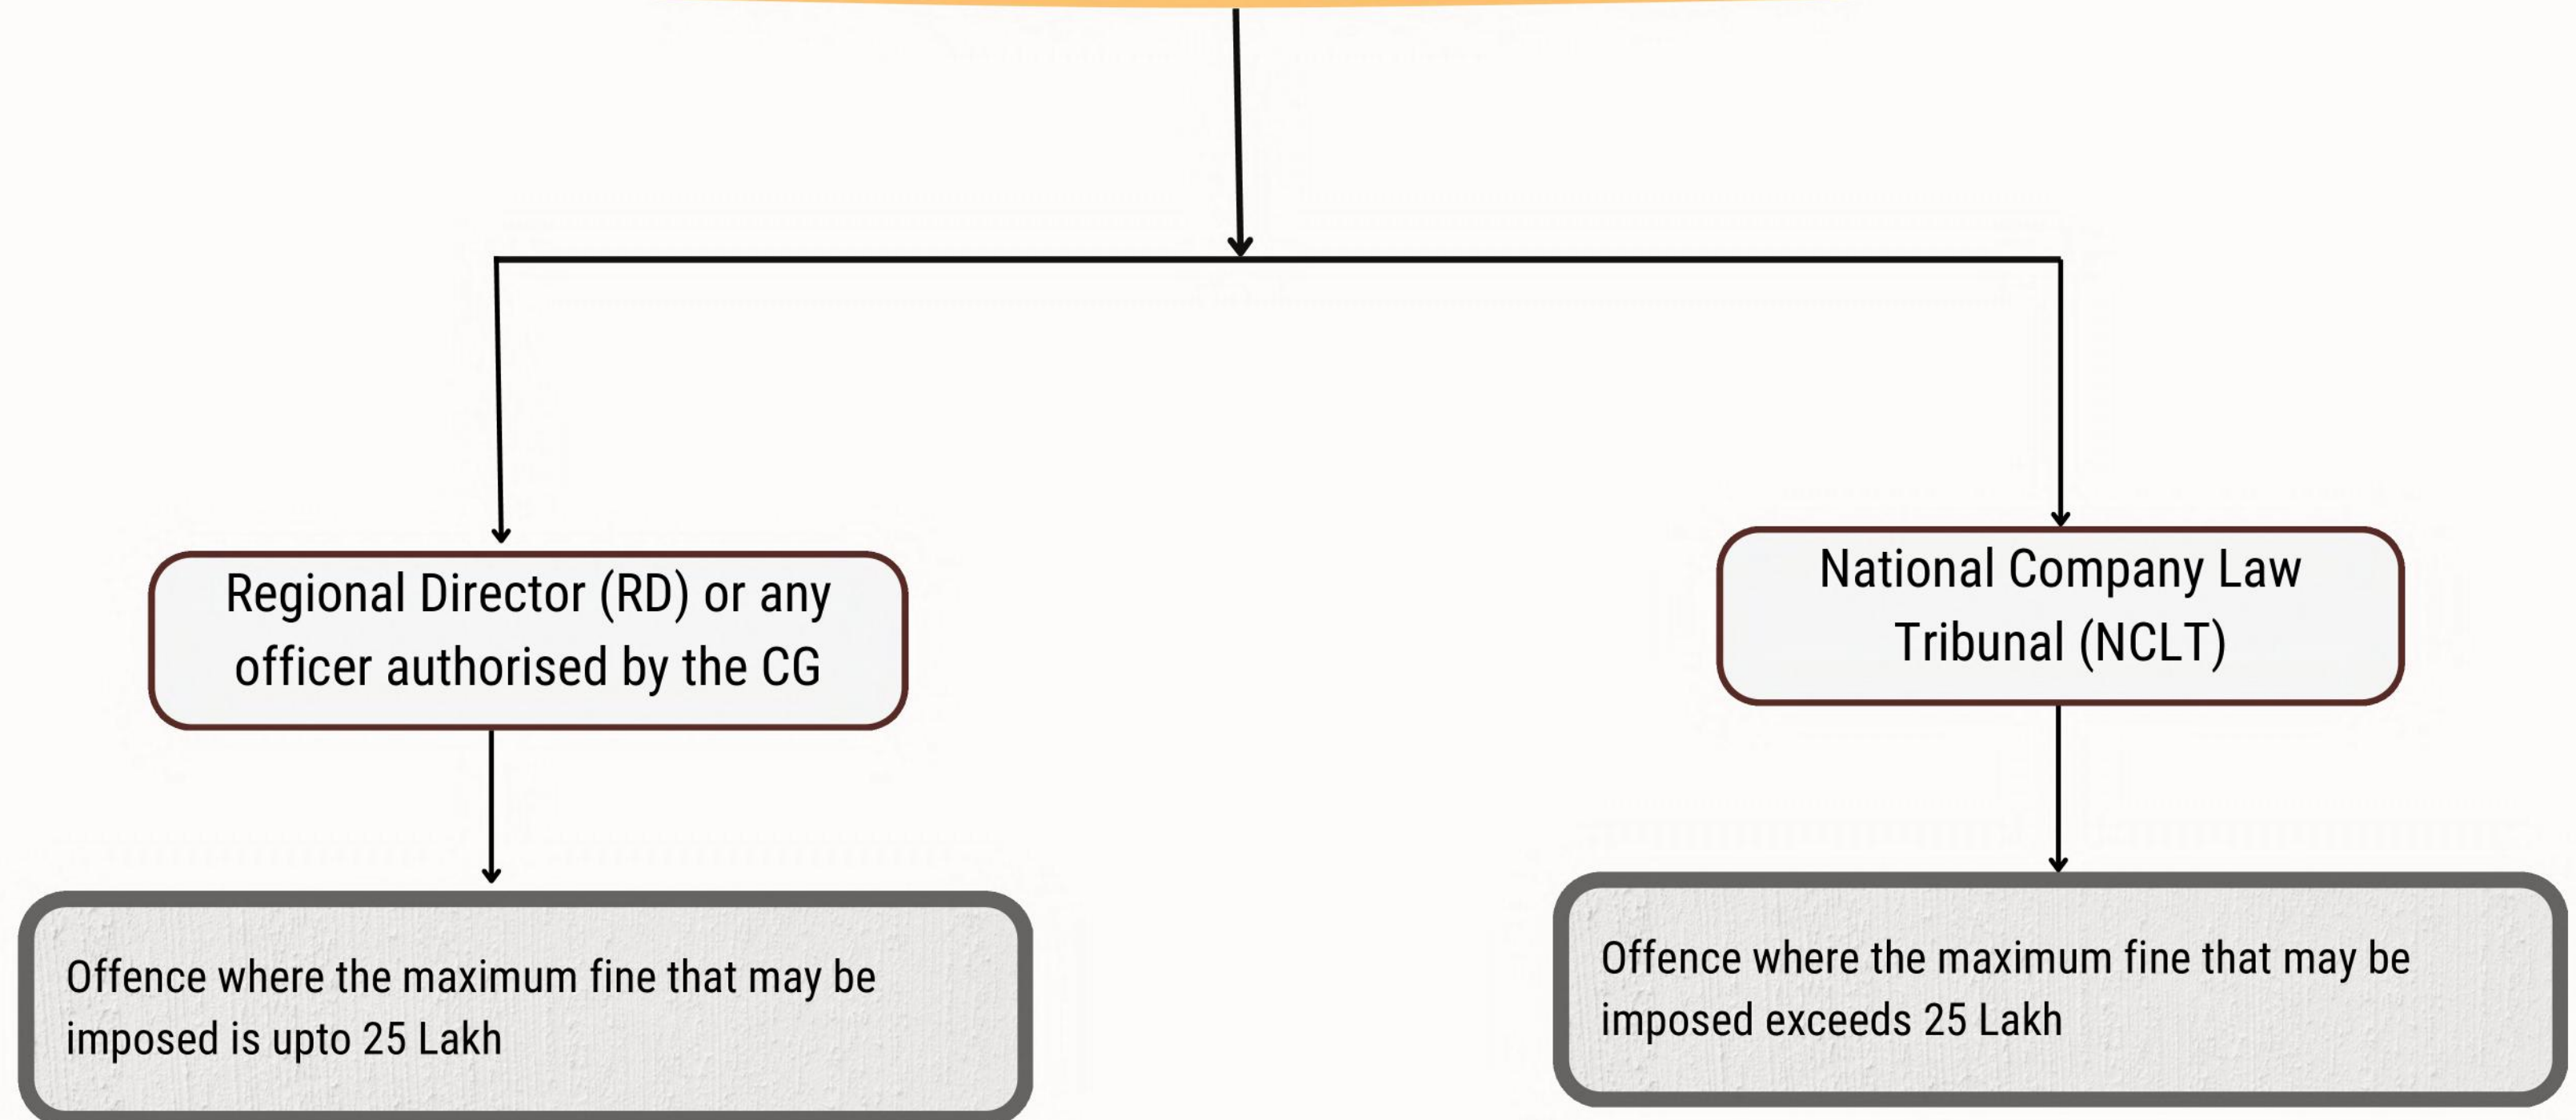 Regional Director (RD) or any
officer authorised by the CG
National Company Law
Tribunal (NCLT)
Offence where the maximum fine that may be
imposed is upto 25 Lakh
Offence where the maximum fine that may be
imposed exceeds 25 Lakh